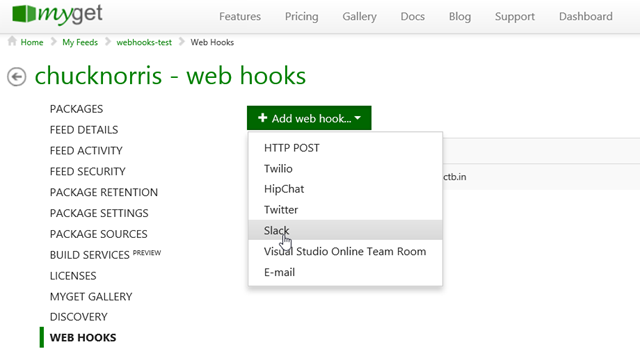 myget
Features Pricing Gallery Docs Blog Support Dashboard
Home My Feeds webhooks-test Web Hooks
chucknorris - web hooks
PACKAGES
FEED DETAILS
FEED ACTIVITY
FEED SECURITY
PACKAGE RETENTION
PACKAGE SETTINGS
PACKAGE SOURCES
BUILD SERVICES PREVIEW
LICENSES
MYGET GALLERY
DISCOVERY
WEB HOOKS
+ Add web hook...
HTTP POST
Twilio
HipChat
Twitter
Slack
Visual Studio Online Team Room
E-mail
ctb.in